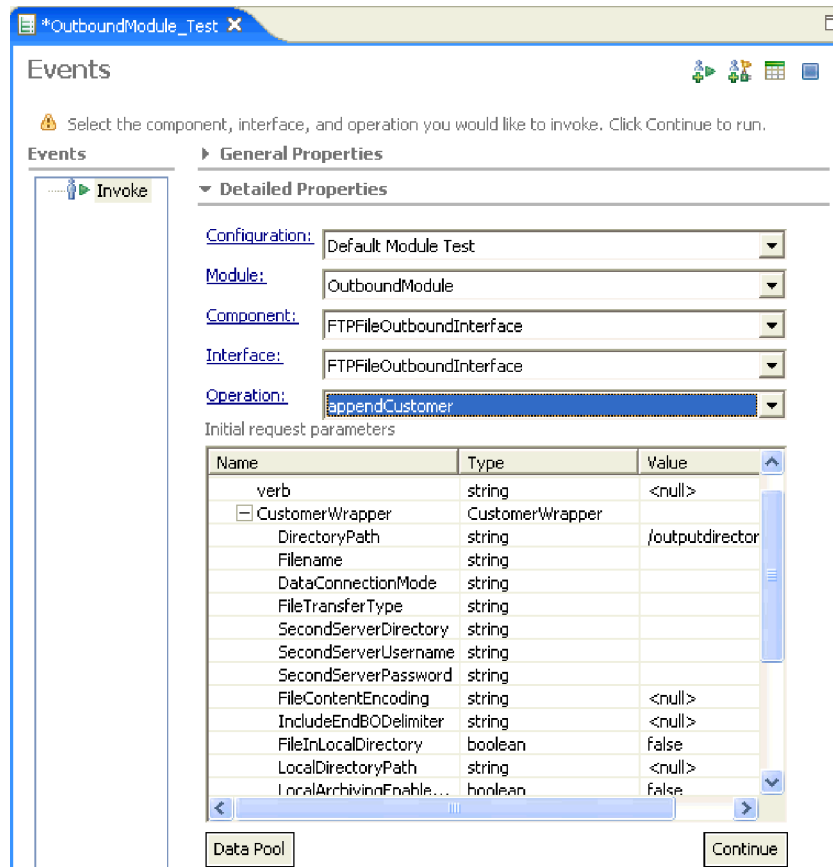 *OutboundModule_Test
Events
Select the component, interface, and operation you would like to invoke. Click Continue to run.
Events
General Properties
Invoke
Detailed Properties
Configuration: Default Module Test
Module: OutboundModule
Component: FTPFileOutboundInterface
Interface: FTPFileOutboundInterface
Operation: appendCustomer
Initial request parameters
Name Type Value
verb string <null>
CustomerWrapper CustomerWrapper
DirectoryPath string /outputdirector
Filename string
DataConnectionMode string
FileTransferType string
SecondServerDirectory string
SecondServerUsername string
SecondServerPassword string
FileContentEncoding string <null>
IncludeEndBODelimiter string <null>
FileInLocalDirectory boolean false
LocalDirectoryPath string <null>
LocalArchivingEnable... boolean false
Data Pool Continue